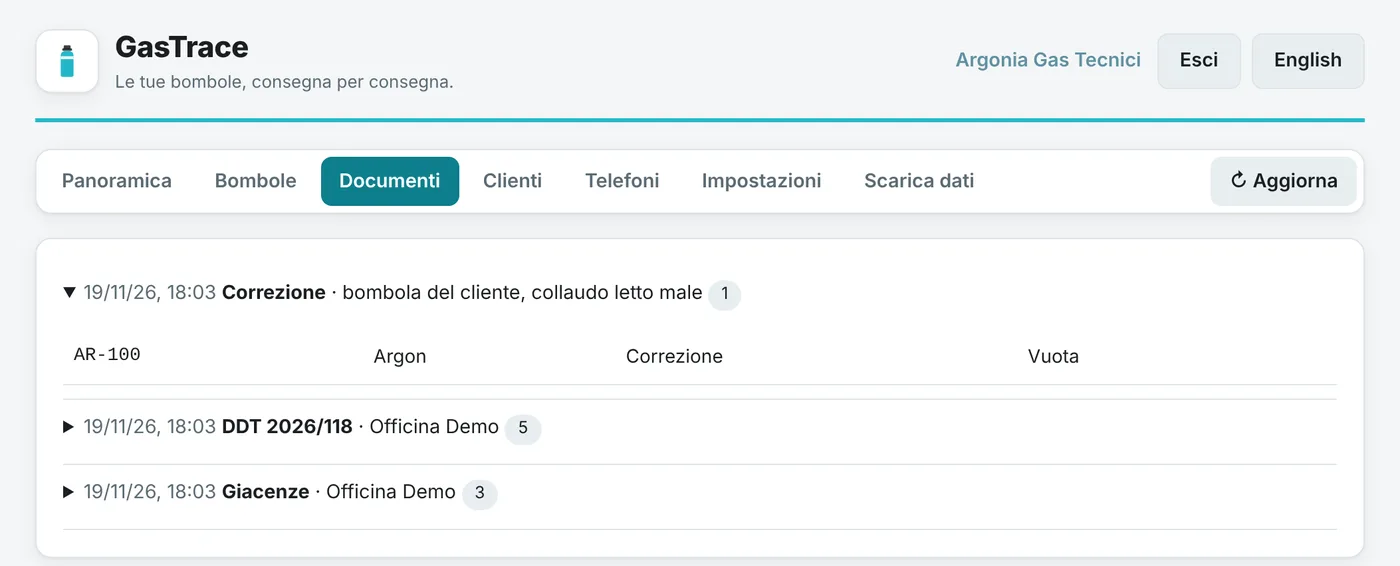 GasTrace
Le tue bombole, consegna per consegna.
Argonia Gas Tecnici Esci English
Panoramica Bombole Documenti Clienti Telefoni Impostazioni Scarica dati ↻ Aggiorna
▼ 19/11/26, 18:03 Correzione · bombola del cliente, collaudo letto male 1
AR-100 Argon Correzione Vuota
▶ 19/11/26, 18:03 DDT 2026/118 · Officina Demo 5
▶ 19/11/26, 18:03 Giacenze · Officina Demo 3